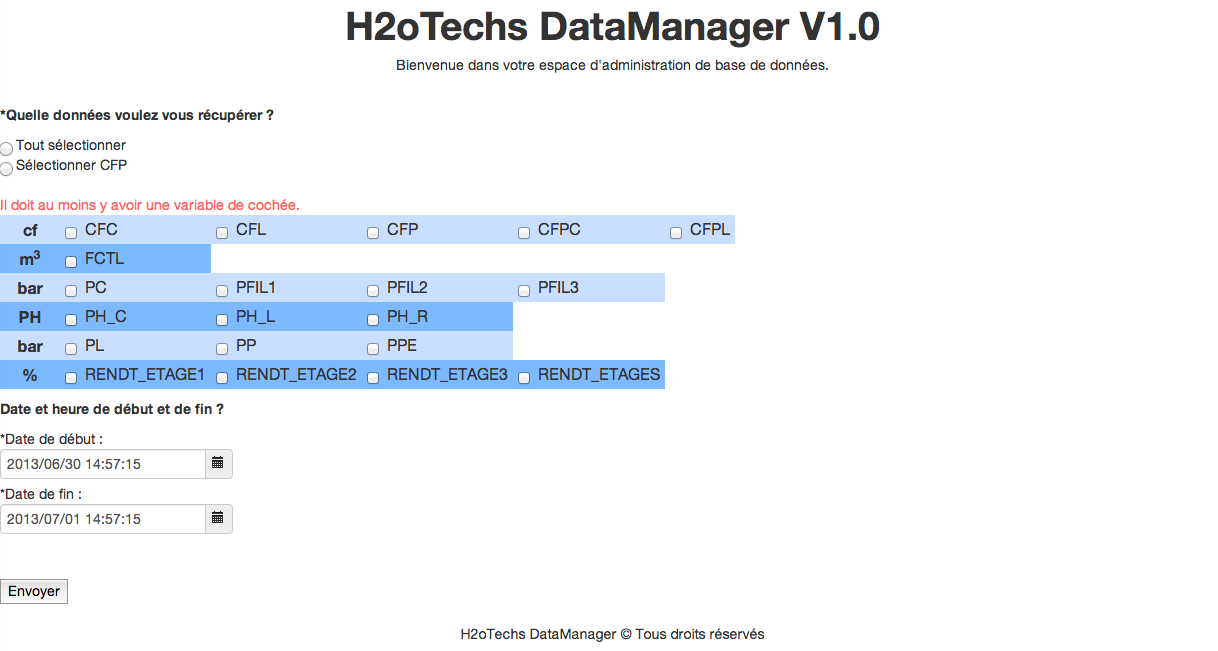 H2oTechs DataManager V1.0
Bienvenue dans votre espace d'administration de base de données.
*Quelle données voulez vous récupérer ?
Tout sélectionner
Sélectionner CFP
Il doit au moins y avoir une variable de cochée.
cf CFC CFL CFP CFPC CFPL
m³ FCTL
bar PC PFIL1 PFIL2 PFIL3
PH PH_C PH_L PH_R
bar PL PP PPE
% RENDT_ETAGE1 RENDT_ETAGE2 RENDT_ETAGE3 RENDT_ETAGES
Date et heure de début et de fin ?
*Date de début :
2013/06/30 14:57:15
*Date de fin :
2013/07/01 14:57:15
Envoyer
H2oTechs DataManager © Tous droits réservés